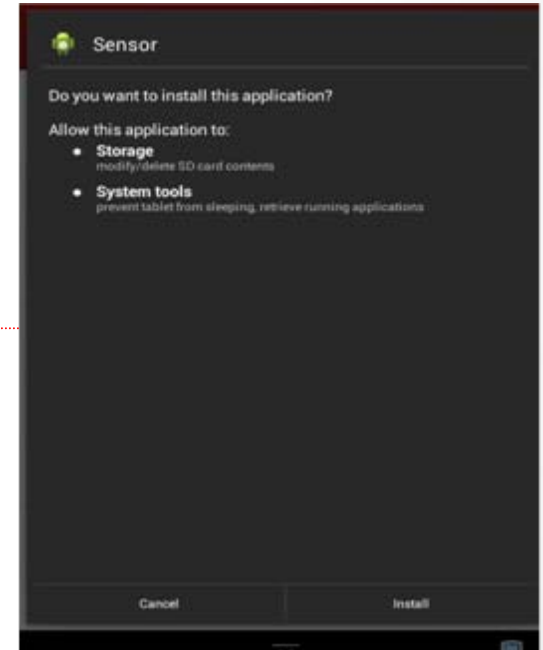 Sensor
Do you want to install this application?
Allow this application to:
• Storage
modify/delete SD card contents
• System tools
prevent tablet from sleeping, retrieve running applications
Cancel
Install